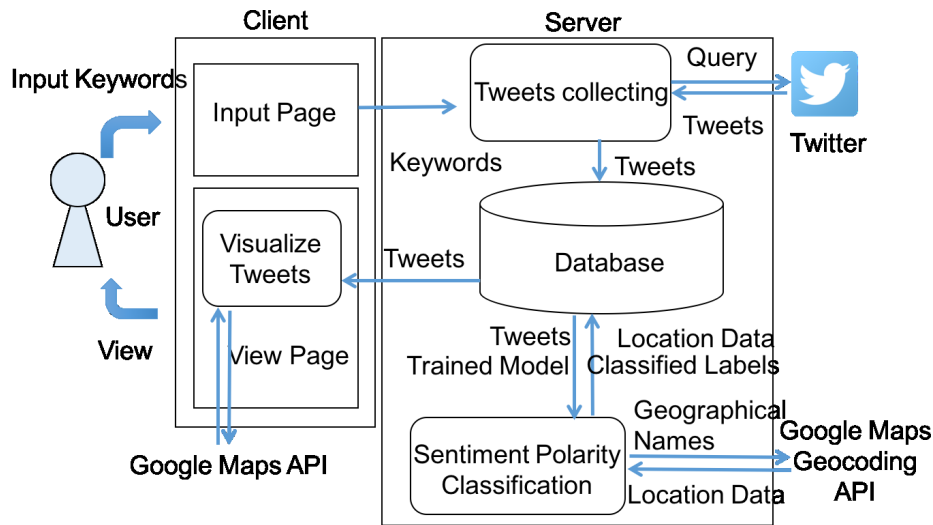 Client
Server
Input Keywords
Input Page
Tweets collecting
Query
Tweets
Twitter
Keywords
Tweets
User
Visualize
Tweets
Tweets
Database
View
View Page
Tweets
Trained Model
Location Data
Classified Labels
Google Maps API
Sentiment Polarity
Classification
Geographical
Names
Location Data
Google Maps
Geocoding
API